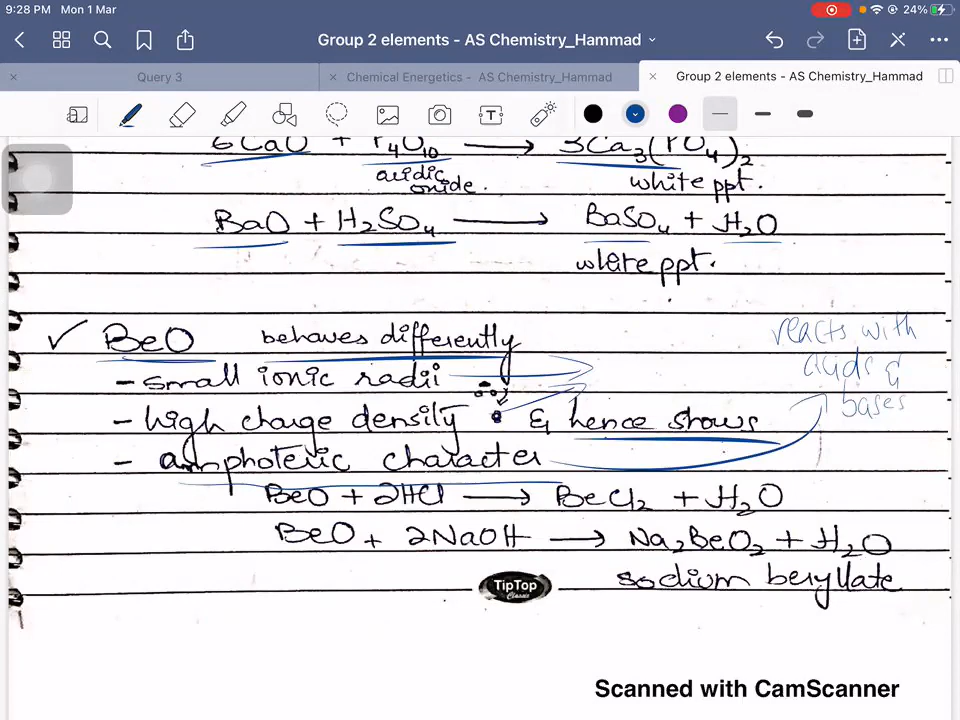 9:28 PM Mon 1 Mar
24%
Group 2 elements - AS Chemistry_Hammad
Query 3
Chemical Energetics - AS Chemistry_Hammad
Group 2 elements - AS Chemistry_Hammad
6CaO + P₄O₁₀ → 3Ca₃(PO₄)₂
acidic oxide. white ppt.
BaO + H₂SO₄ → BaSO₄ + H₂O
white ppt.
✓ BeO behaves differently
- small ionic radii
- high charge density & hence shows
- amphoteric character
reacts with
acids &
bases
BeO + 2HCl → BeCl₂ + H₂O
BeO + 2NaOH → Na₂BeO₂ + H₂O
sodium beryllate
TipTop
Classic
Scanned with CamScanner